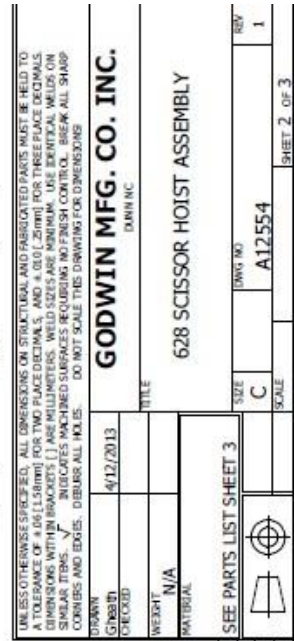 UNLESS OTHERWISE SPECIFIED, ALL DIMENSIONS ON STRUCTURAL AND FABRICATED PARTS MUST BE HELD TO
A TOLERANCE OF ±.06 [1.58mm] FOR TWO PLACE DECIMALS, AND ±.010 [.25mm] FOR THREE PLACE DECIMALS.
DIMENSIONS WITHIN BRACKETS [ ] ARE MILLIMETERS. WELD SIZES ARE MINIMUM. USE IDENTICAL WELDS ON
SIMILAR ITEMS. √ INDICATES MACHINED SURFACES REQUIRING NO FINISH CONTROL. BREAK ALL SHARP
CORNERS AND EDGES. DEBURR ALL HOLES. DO NOT SCALE THIS DRAWING FOR DIMENSIONS!
DRAWN
Gheath
4/12/2013
CHECKED
GODWIN MFG. CO. INC.
DUNN NC
WEIGHT
N/A
MATERIAL
SEE PARTS LIST SHEET 3
TITLE
628 SCISSOR HOIST ASSEMBLY
SIZE
C
DWG NO
A12554
REV
1
SCALE
SHEET 2 OF 3